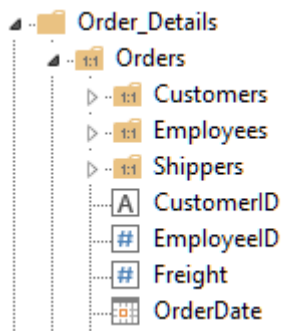 Order_Details
1:1 Orders
1:1 Customers
1:1 Employees
1:1 Shippers
A CustomerID
# EmployeeID
# Freight
OrderDate